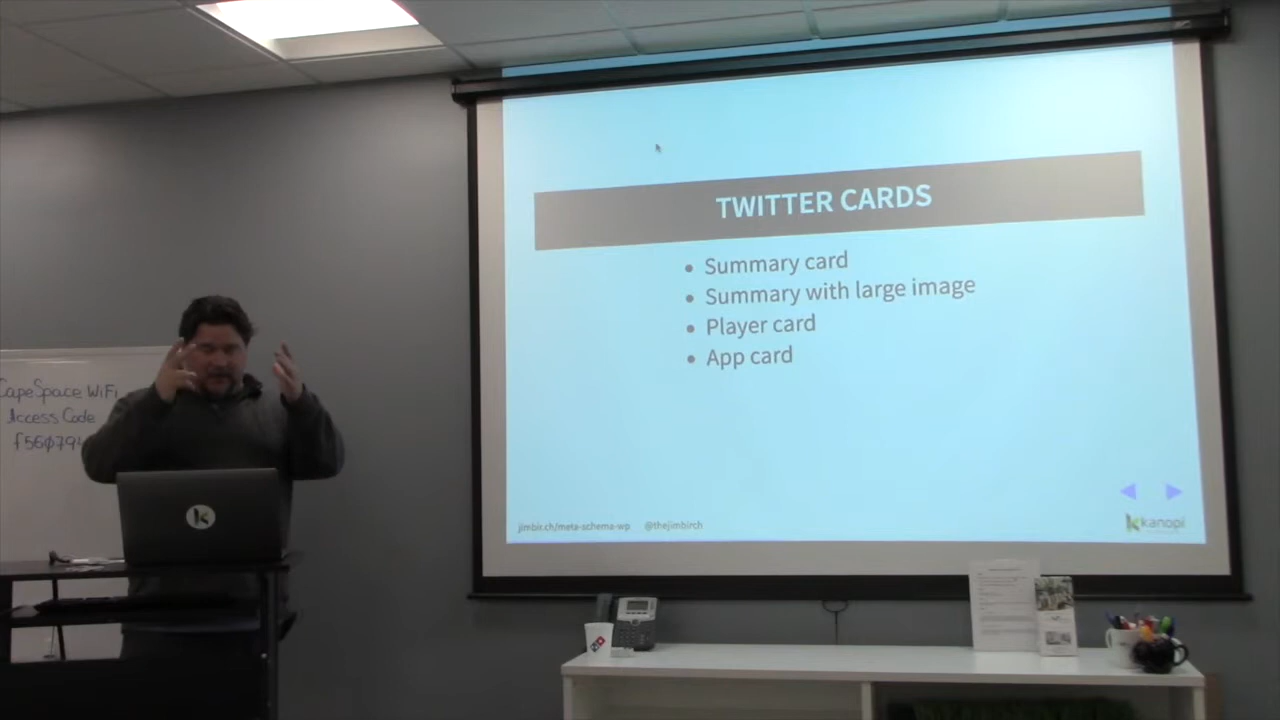 TWITTER CARDS
• Summary card
• Summary with large image
• Player card
• App card
jimbir.ch/meta-schema-wp @thejimbirch
kanopi
CapeSpace WiFi
Access Code
f56079